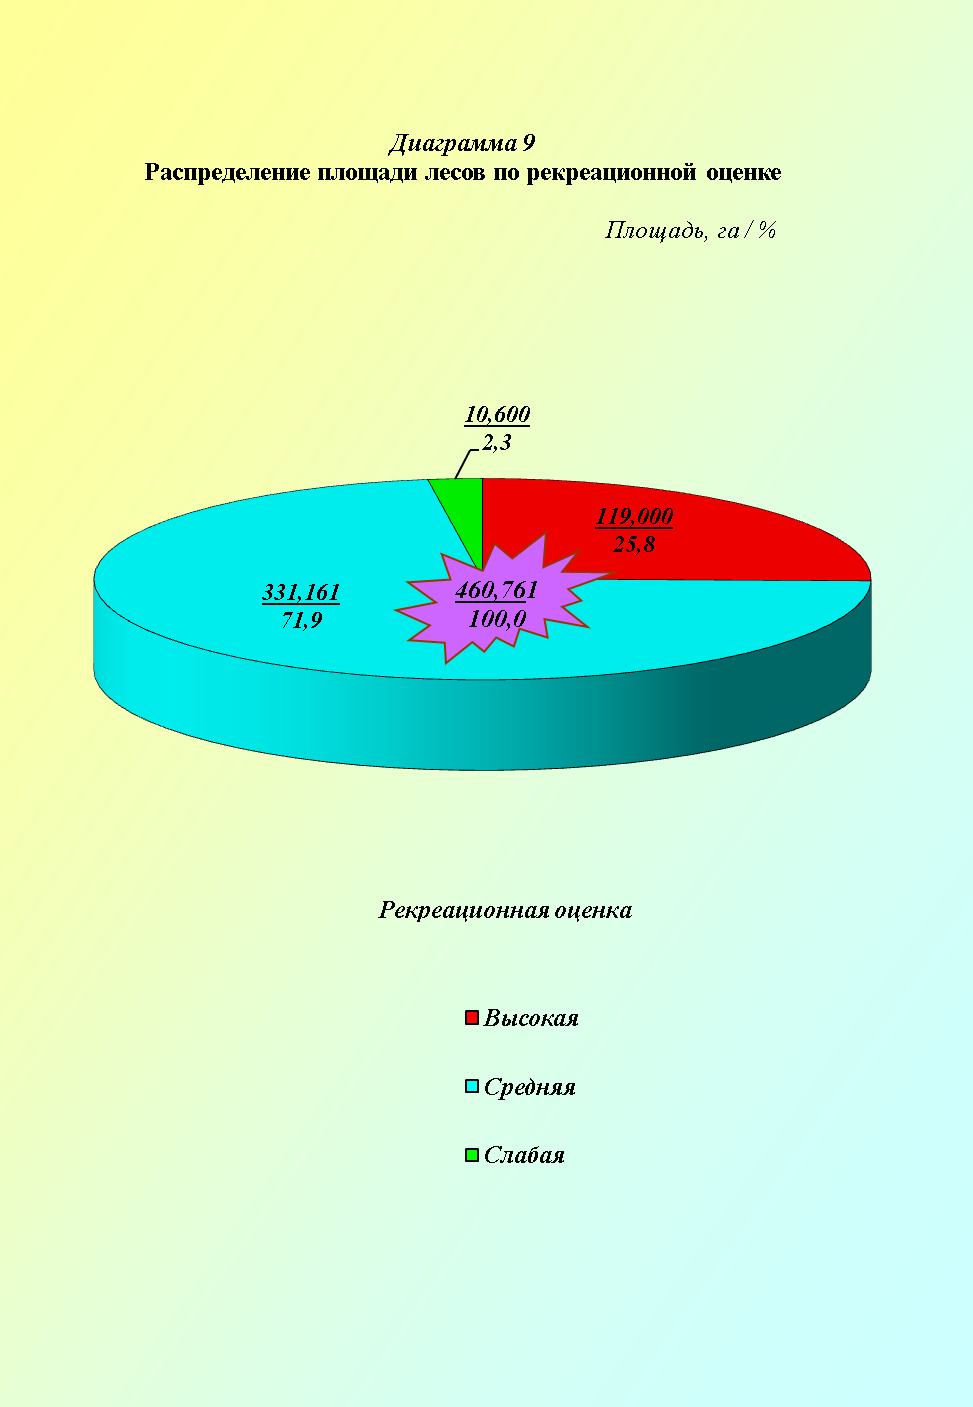 Диаграмма 9
Распределение площади лесов по рекреационной оценке
Площадь, га / %
10,600
2,3
119,000
25,8
331,161
71,9
460,761
100,0
Рекреационная оценка
Высокая
Средняя
Слабая